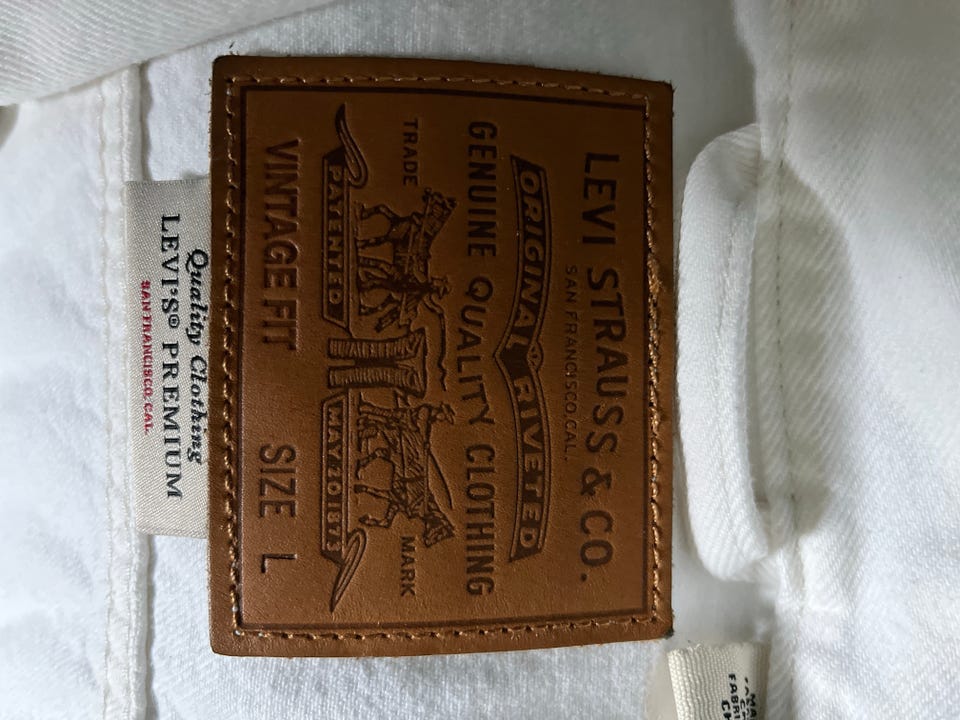 LEVI STRAUSS & CO.
SAN FRANCISCO, CAL.,
ORIGINAL RIVETED
GENUINE QUALITY CLOTHING
TRADE MARK
PATENTED MAY 20 1873
VINTAGE FIT SIZE L
Quality Clothing
LEVI'S® PREMIUM
SAN FRANCISCO, CAL.